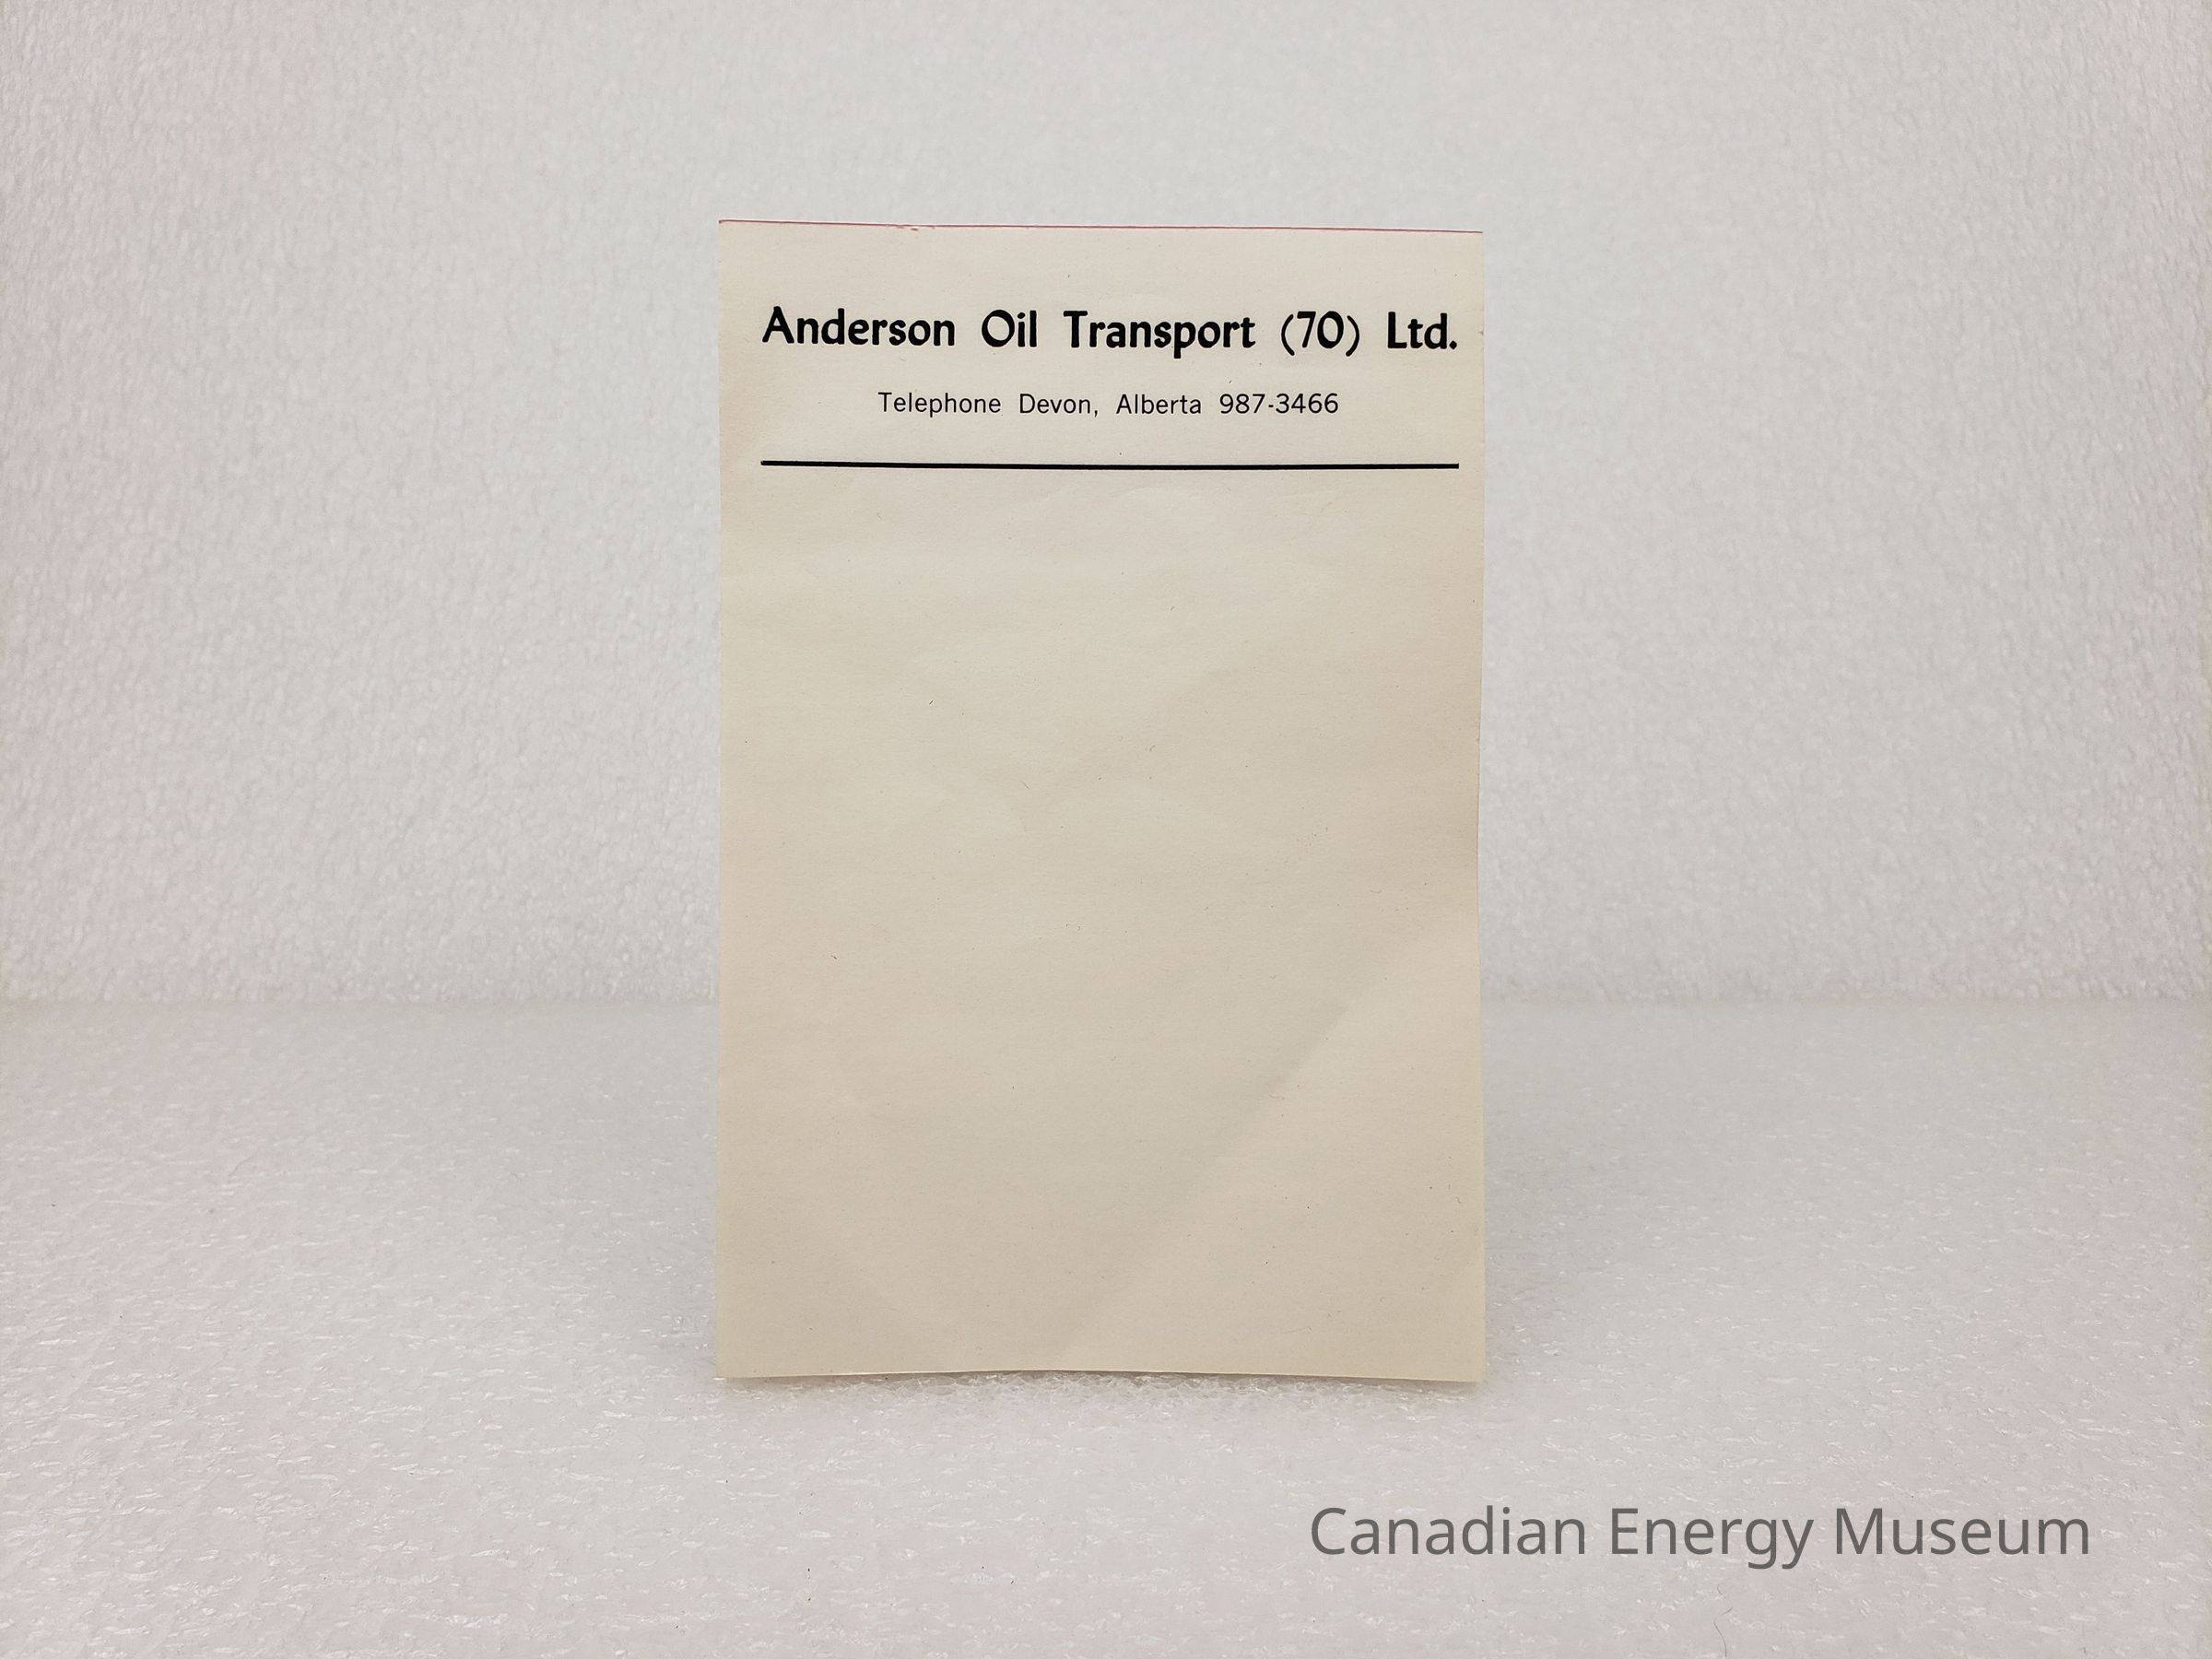 Anderson Oil Transport (70) Ltd.
Telephone Devon, Alberta 987-3466
Canadian Energy Museum